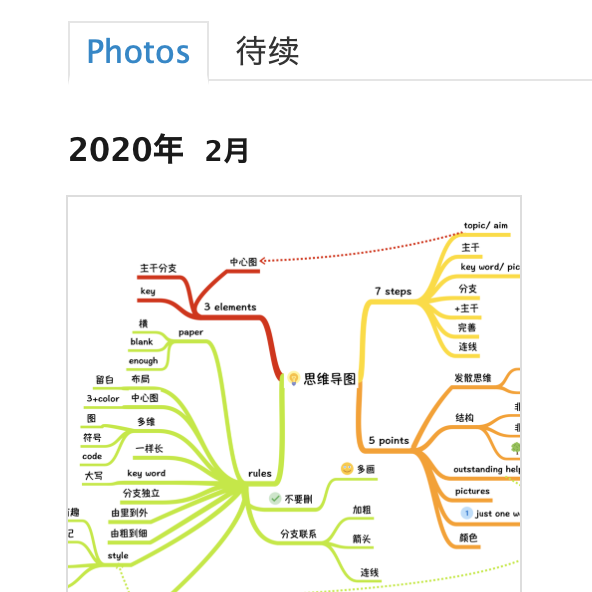 Photos 待续
2020年 2月
topic/ aim
中心图
主干
主干分支
key word/ pic
key
7 steps
分支
3 elements
+主干
横
完善
paper
blank
连线
enough
思维导图
发散思维
留白
布局
3+color
中心图
图
多维
结构
符号
一样长
5 points
code
多画
大写
key word
rules
outstanding help
分支独立
不要删
pictures
由里到外
加粗
1 just one w
由粗到细
分支联系
箭头
颜色
style
连线